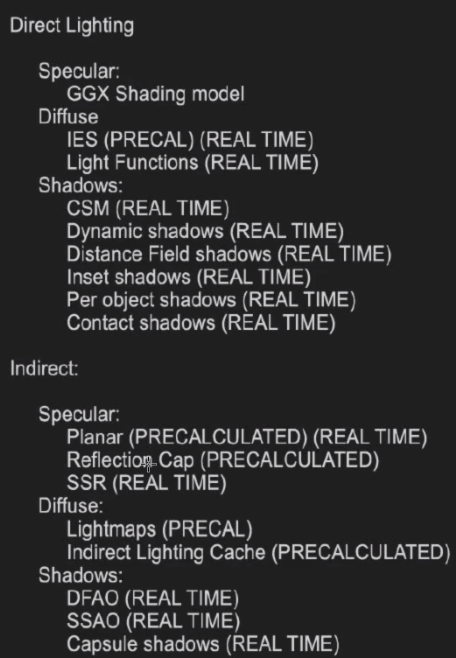 Direct Lighting
Specular:
GGX Shading model
Diffuse
IES (PRECAL) (REAL TIME)
Light Functions (REAL TIME)
Shadows:
CSM (REAL TIME)
Dynamic shadows (REAL TIME)
Distance Field shadows (REAL TIME)
Inset shadows (REAL TIME)
Per object shadows (REAL TIME)
Contact shadows (REAL TIME)
Indirect:
Specular:
Planar (PRECALCULATED) (REAL TIME)
Reflection Cap (PRECALCULATED)
SSR (REAL TIME)
Diffuse:
Lightmaps (PRECAL)
Indirect Lighting Cache (PRECALCULATED)
Shadows:
DFAO (REAL TIME)
SSAO (REAL TIME)
Capsule shadows (REAL TIME)